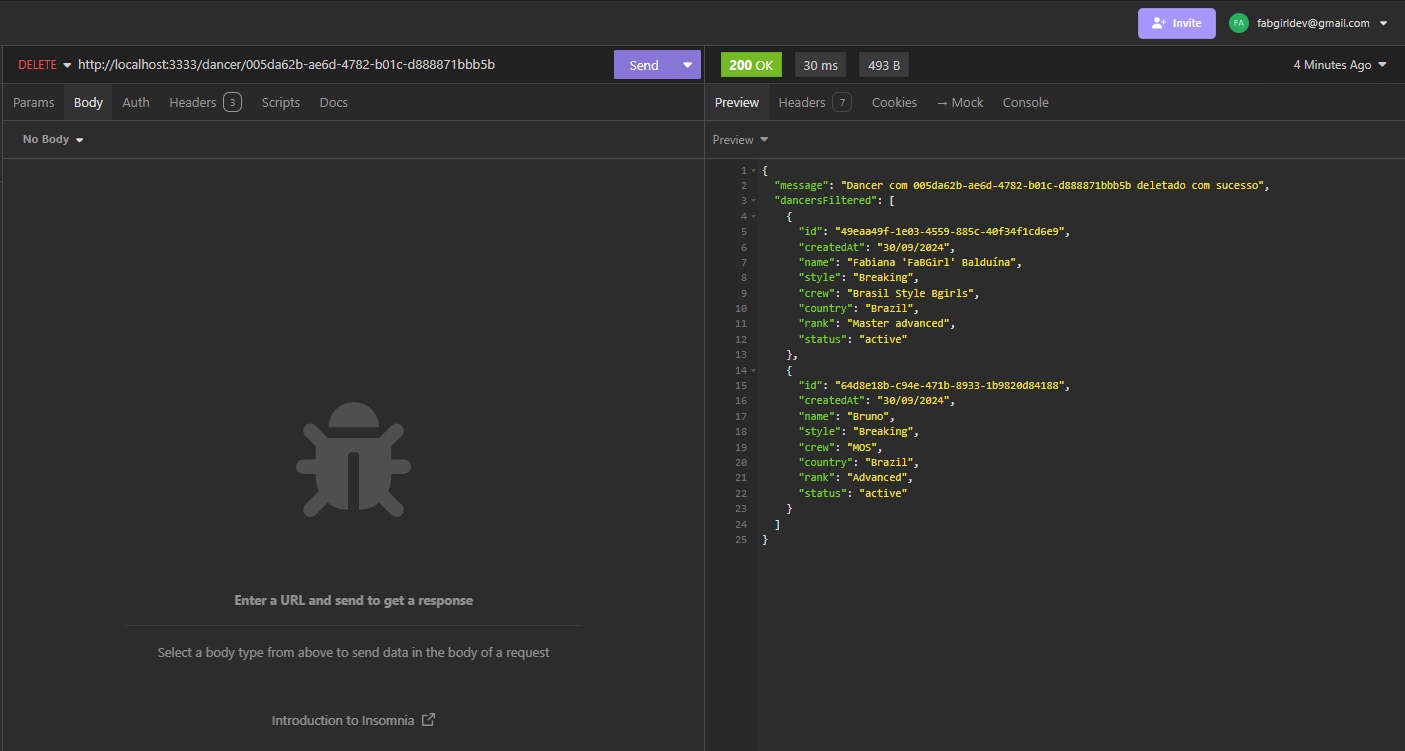 Invite
FA
fabgirldev@gmail.com
DELETE http://localhost:3333/dancer/005da62b-ae6d-4782-b01c-d888871bbb5b
Send
200 OK
30 ms
493 B
4 Minutes Ago
Params Body Auth Headers 3 Scripts Docs
Preview Headers 7 Cookies → Mock Console
No Body
Preview
1 {
2 "message": "Dancer com 005da62b-ae6d-4782-b01c-d888871bbb5b deletado com sucesso",
3 "dancersFiltered": [
4 {
5 "id": "49eaa49f-1e03-4559-885c-40f34f1cd6e9",
6 "createdAt": "30/09/2024",
7 "name": "Fabiana 'FaBGirl' Balduína",
8 "style": "Breaking",
9 "crew": "Brasil Style Bgirls",
10 "country": "Brazil",
11 "rank": "Master advanced",
12 "status": "active"
13 },
14 {
15 "id": "64d8e18b-c94e-471b-8933-1b9820d84188",
16 "createdAt": "30/09/2024",
17 "name": "Bruno",
18 "style": "Breaking",
19 "crew": "MOS",
20 "country": "Brazil",
21 "rank": "Advanced",
22 "status": "active"
23 }
24 ]
25 }
Enter a URL and send to get a response
Select a body type from above to send data in the body of a request
Introduction to Insomnia